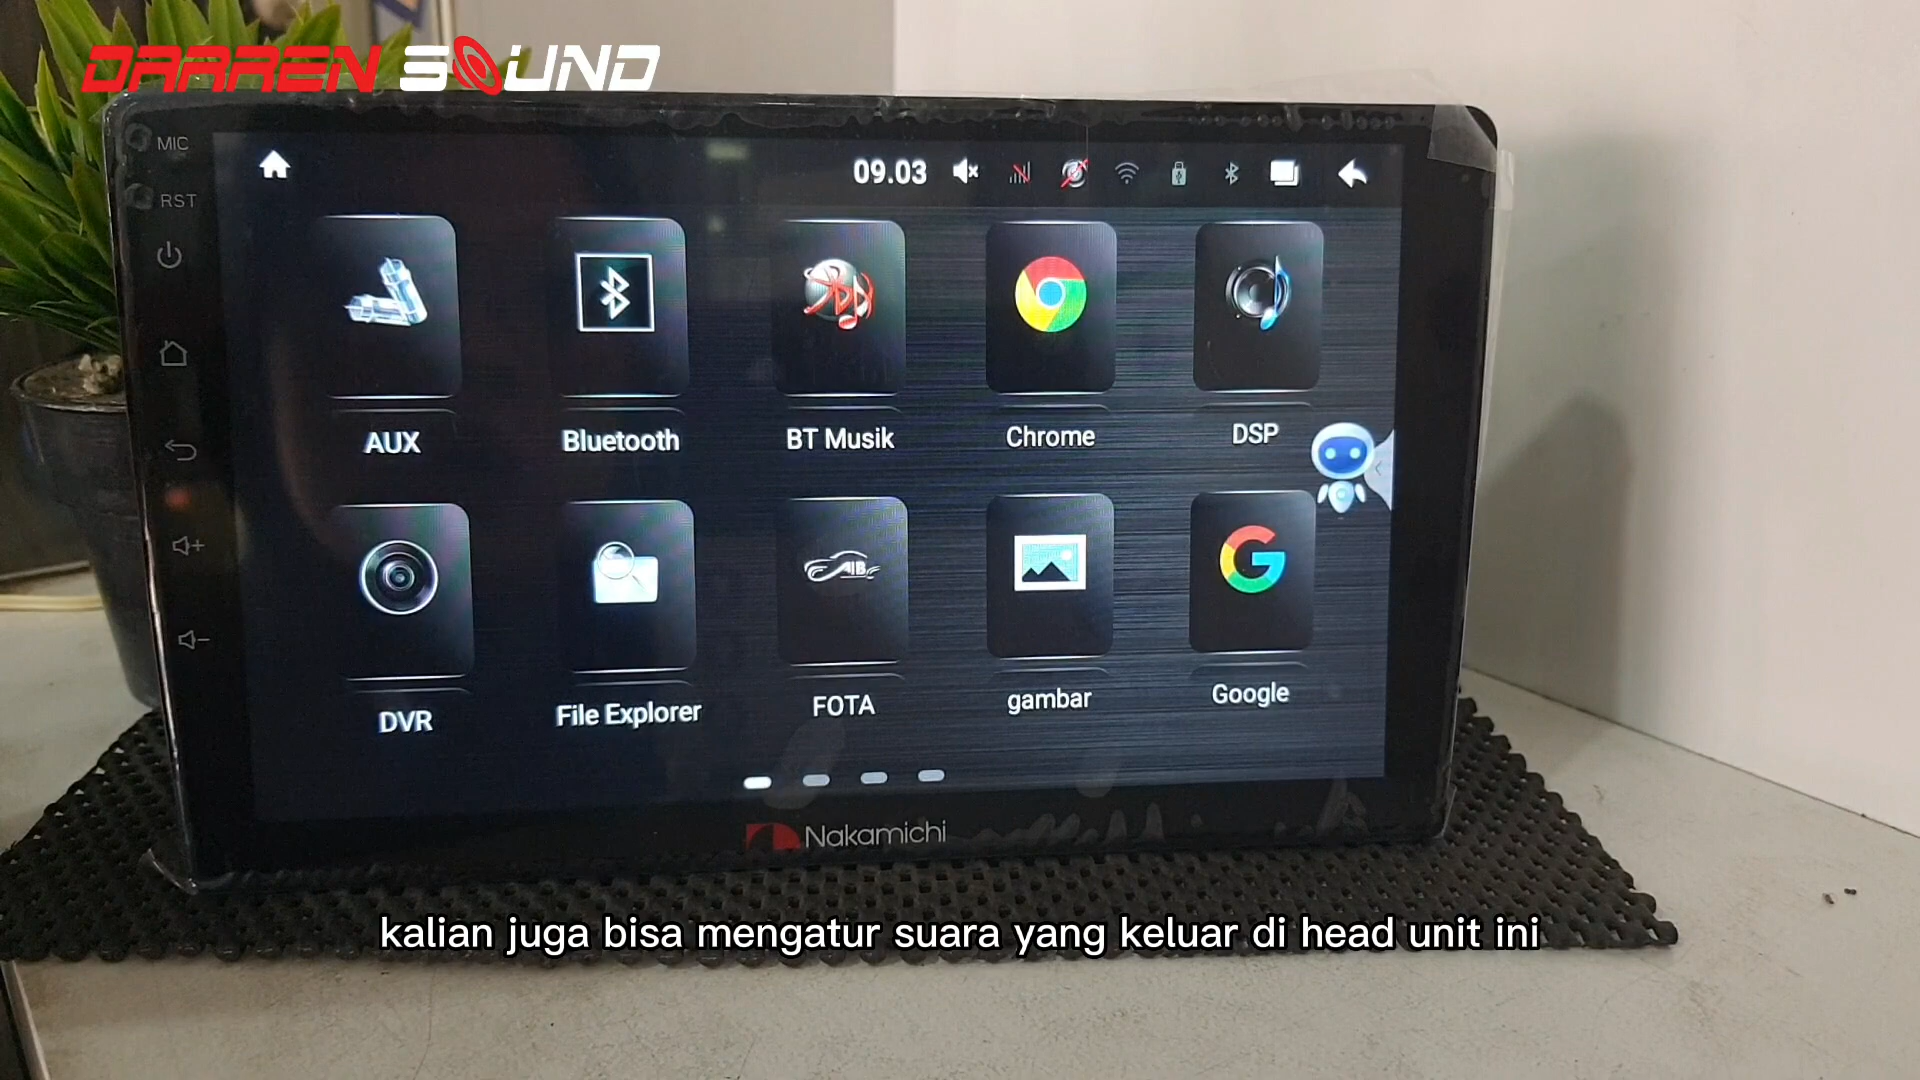 DARREN SOUND
MIC
RST
09.03
AUX
Bluetooth
BT Musik
Chrome
DSP
DVR
File Explorer
FOTA
gambar
Google
Nakamichi
kalian juga bisa mengatur suara yang keluar di head unit ini